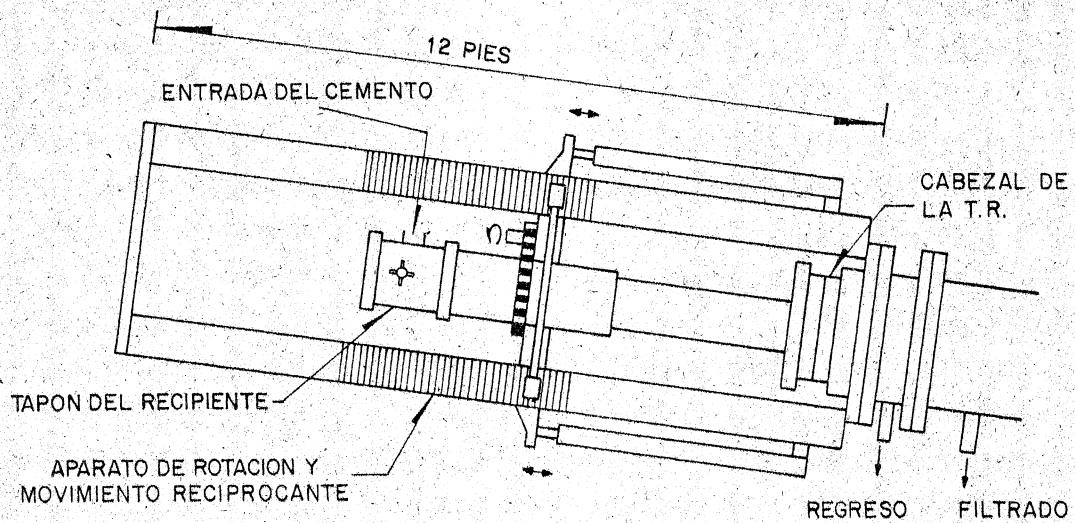 12 PIES
ENTRADA DEL CEMENTO
CABEZAL DE
LA T.R.
TAPON DEL RECIPIENTE
APARATO DE ROTACION Y
MOVIMIENTO RECIPROCANTE
REGRESO
FILTRADO